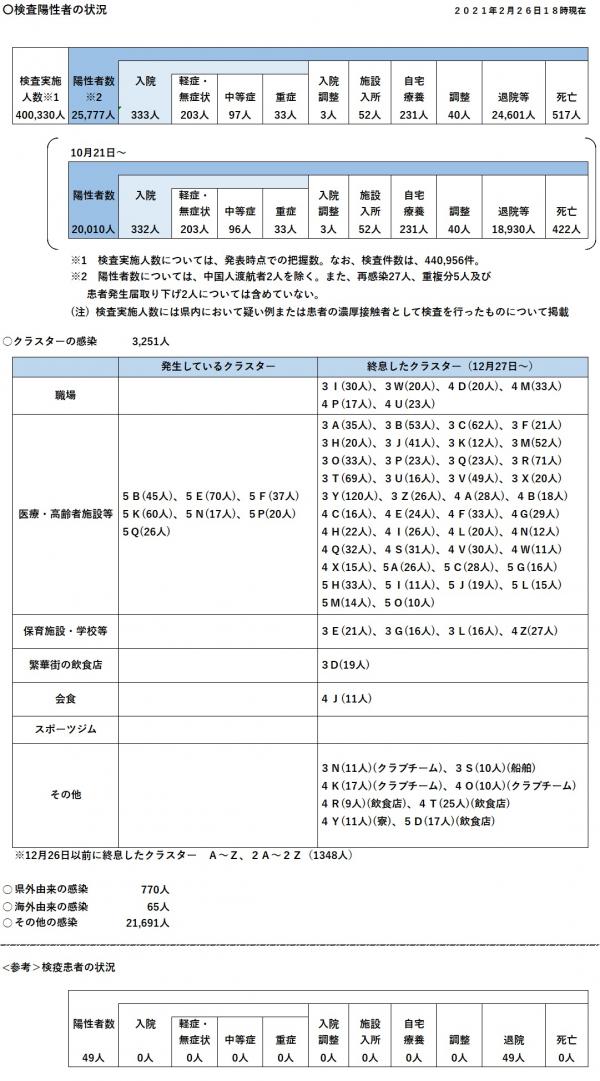 〇検査陽性者の状況
２０２１年２月２６日１８時現在
検査実施人数※1 陽性者数※2 入院 軽症・無症状 中等症 重症 入院調整 施設入所 自宅療養 調整 退院等 死亡
400,330人 25,777人 333人 203人 97人 33人 3人 52人 231人 40人 24,601人 517人
10月21日～
陽性者数 入院 軽症・無症状 中等症 重症 入院調整 施設入所 自宅療養 調整 退院等 死亡
20,010人 332人 203人 96人 33人 3人 52人 231人 40人 18,930人 422人
※1　検査実施人数については、発表時点での把握数。なお、検査件数は、440,956件。
※2　陽性者数については、中国人渡航者2人を除く。また、再感染27人、重複分5人及び
患者発生届取り下げ2人については含めていない。
（注）検査実施人数には県内において疑い例または患者の濃厚接触者として検査を行ったものについて掲載
〇クラスターの感染　3,251人
発生しているクラスター 終息したクラスター（12月27日～）
職場
３Ｉ(30人)、３Ｗ(20人)、４Ｄ(20人)、４Ｍ(33人)
４Ｐ(17人)、４Ｕ(23人)
医療・高齢者施設等
５Ｂ(45人)、５Ｅ(70人)、５Ｆ(37人)
５Ｋ(60人)、５Ｎ(17人)、５Ｐ(20人)
５Ｑ(26人)
３Ａ(35人)、３Ｂ(53人)、３Ｃ(62人)、３Ｆ(21人)
３Ｈ(20人)、３Ｊ(41人)、３Ｋ(12人)、３Ｍ(52人)
３Ｏ(33人)、３Ｐ(23人)、３Ｑ(23人)、３Ｒ(71人)
３Ｔ(69人)、３Ｕ(16人)、３Ｖ(49人)、３Ｘ(20人)
３Ｙ(120人)、３Ｚ(26人)、４Ａ(28人)、４Ｂ(18人)
４Ｃ(16人)、４Ｅ(24人)、４Ｆ(33人)、４Ｇ(29人)
４Ｈ(22人)、４Ｉ(26人)、４Ｌ(20人)、４Ｎ(12人)
４Ｑ(32人)、４Ｓ(31人)、４Ｖ(30人)、４Ｗ(11人)
４Ｘ(15人)、５Ａ(26人)、５Ｃ(28人)、５Ｇ(16人)
５Ｈ(33人)、５Ｉ(11人)、５Ｊ(19人)、５Ｌ(15人)
５Ｍ(14人)、５Ｏ(10人)
保育施設・学校等
３Ｅ(21人)、３Ｇ(16人)、３Ｌ(16人)、４Ｚ(27人)
繁華街の飲食店
３Ｄ(19人)
会食
４Ｊ(11人)
スポーツジム
その他
３Ｎ(11人)(クラブチーム)、３Ｓ(10人)(船舶)
４Ｋ(17人)(クラブチーム)、４Ｏ(10人)(クラブチーム)
４Ｒ(9人)(飲食店)、４Ｔ(25人)(飲食店)
４Ｙ(11人)(寮)、５Ｄ(17人)(飲食店)
※12月26日以前に終息したクラスター　Ａ～Ｚ、２Ａ～２Ｚ（1348人）
〇県外由来の感染　770人
〇海外由来の感染　65人
〇その他の感染　21,691人
＜参考＞検疫患者の状況
陽性者数 入院 軽症・無症状 中等症 重症 入院調整 施設入所 自宅療養 調整 退院 死亡
49人 0人 0人 0人 0人 0人 0人 0人 0人 49人 0人